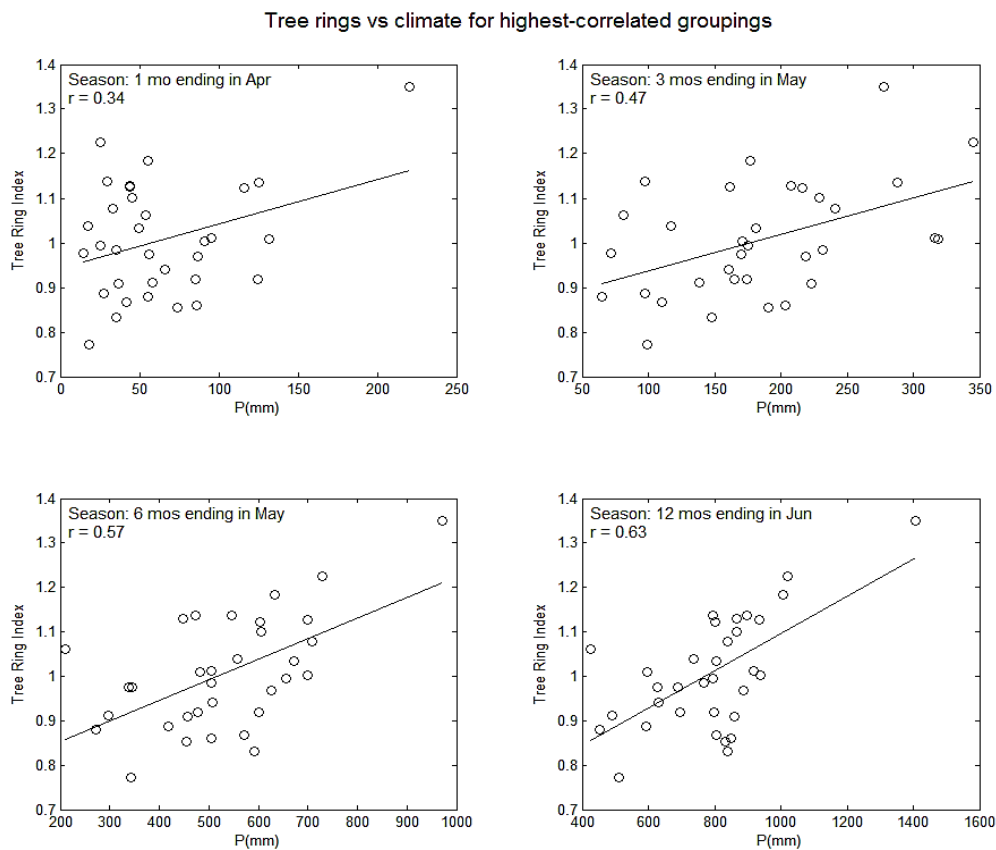 Tree rings vs climate for highest-correlated groupings
Season: 1 mo ending in Apr
r = 0.34
1.4
1.3
1.2
1.1
1
0.9
0.8
0.7
Tree Ring Index
0 50 100 150 200 250
P(mm)
Season: 3 mos ending in May
r = 0.47
1.4
1.3
1.2
1.1
1
0.9
0.8
0.7
Tree Ring Index
50 100 150 200 250 300 345
P(mm)
Season: 6 mos ending in May
r = 0.57
1.4
1.3
1.2
1.1
1
0.9
0.8
0.7
Tree Ring Index
200 300 400 500 600 700 800 900 1000
P(mm)
Season: 12 mos ending in Jun
r = 0.63
1.4
1.3
1.2
1.1
1
0.9
0.8
0.7
Tree Ring Index
400 600 800 1000 1200 1400 1600
P(mm)